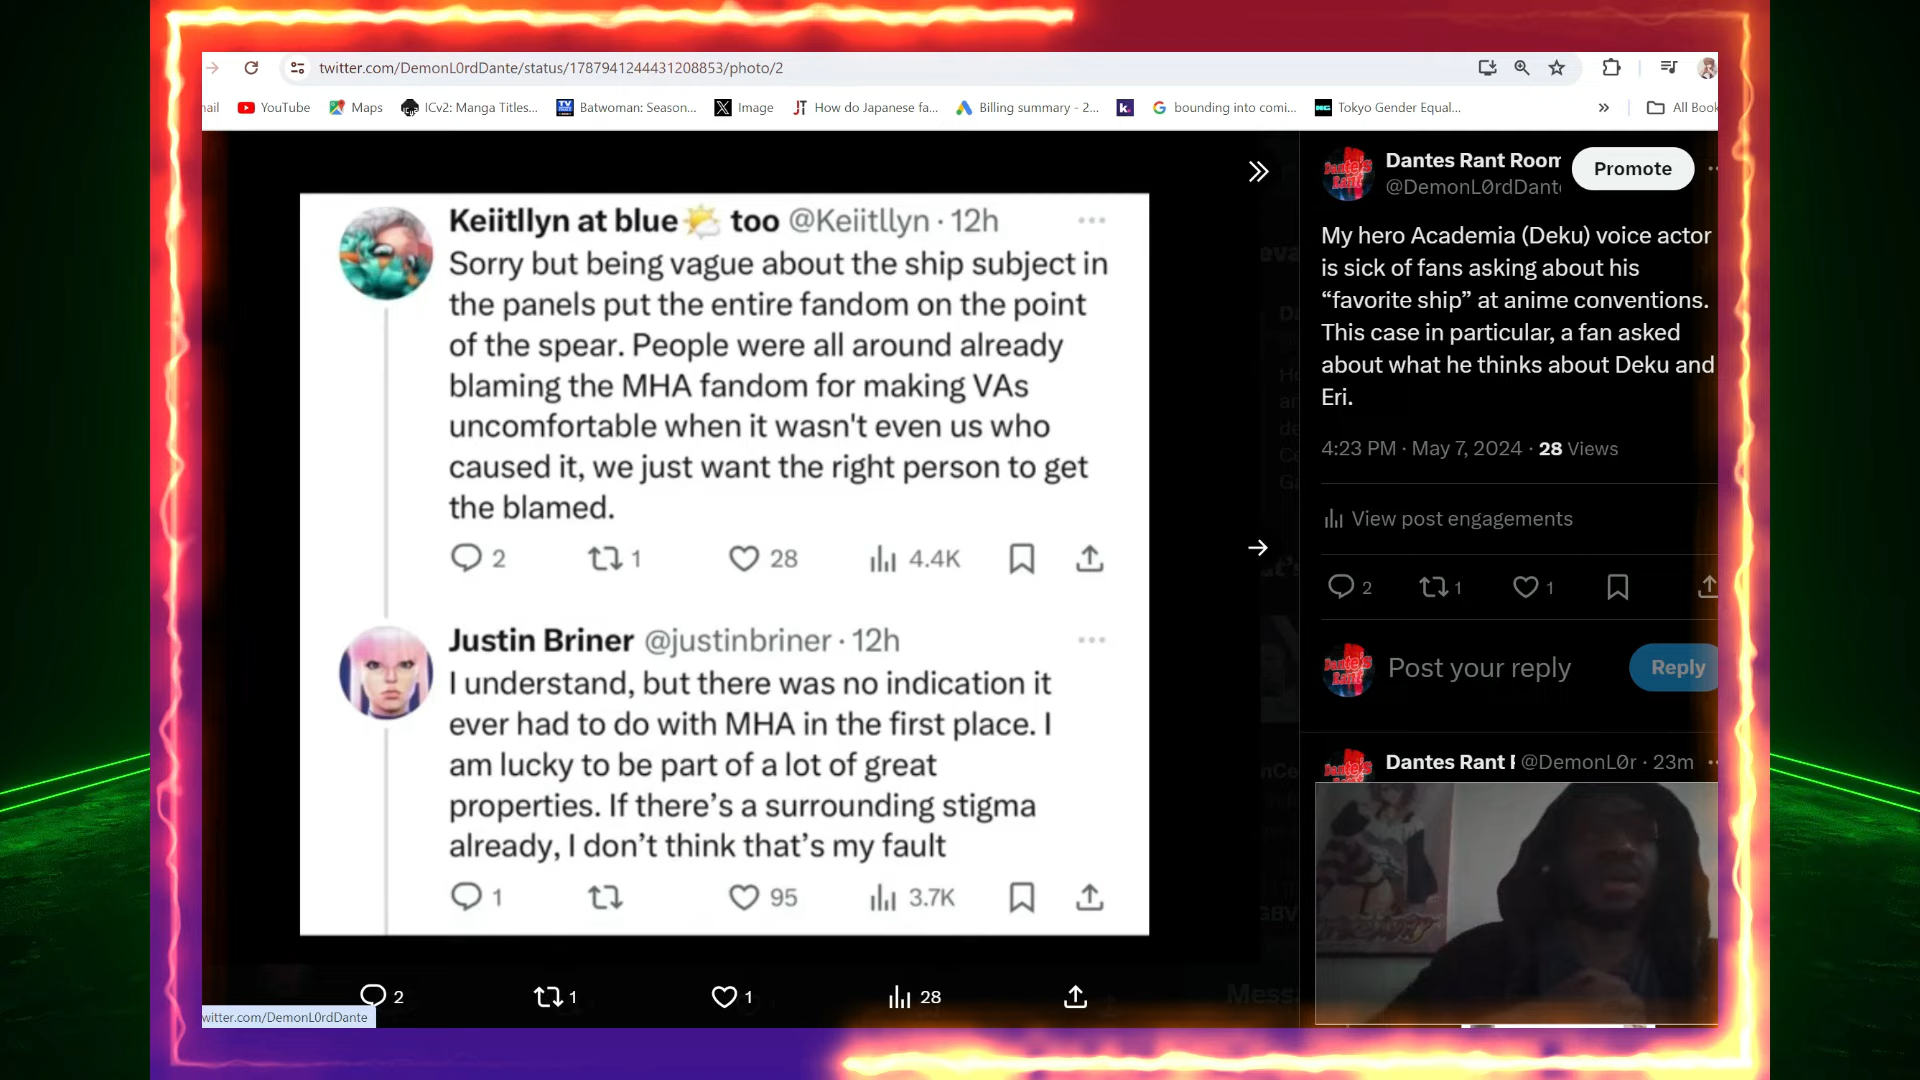 twitter.com/DemonL0rdDante/status/1787941244431208853/photo/2
nail YouTube Maps ICv2: Manga Titles... Batwoman: Season... Image How do Japanese fa... Billing summary - 2... bounding into comi... Tokyo Gender Equal... » All Book
Keiitllyn at blue too @Keiitllyn · 12h
Sorry but being vague about the ship subject in
the panels put the entire fandom on the point
of the spear. People were all around already
blaming the MHA fandom for making VAs
uncomfortable when it wasn't even us who
caused it, we just want the right person to get
the blamed.
2 1 28 4.4K
Justin Briner @justinbriner · 12h
I understand, but there was no indication it
ever had to do with MHA in the first place. I
am lucky to be part of a lot of great
properties. If there's a surrounding stigma
already, I don't think that's my fault
1 95 3.7K
2 1 1 28
twitter.com/DemonL0rdDante
Dantes Rant Room
@DemonL0rdDante
Promote
My hero Academia (Deku) voice actor
is sick of fans asking about his
“favorite ship” at anime conventions.
This case in particular, a fan asked
about what he thinks about Deku and
Eri.
4:23 PM · May 7, 2024 · 28 Views
View post engagements
2 1 1
Post your reply
Reply
Dantes Rant @DemonL0r · 23m